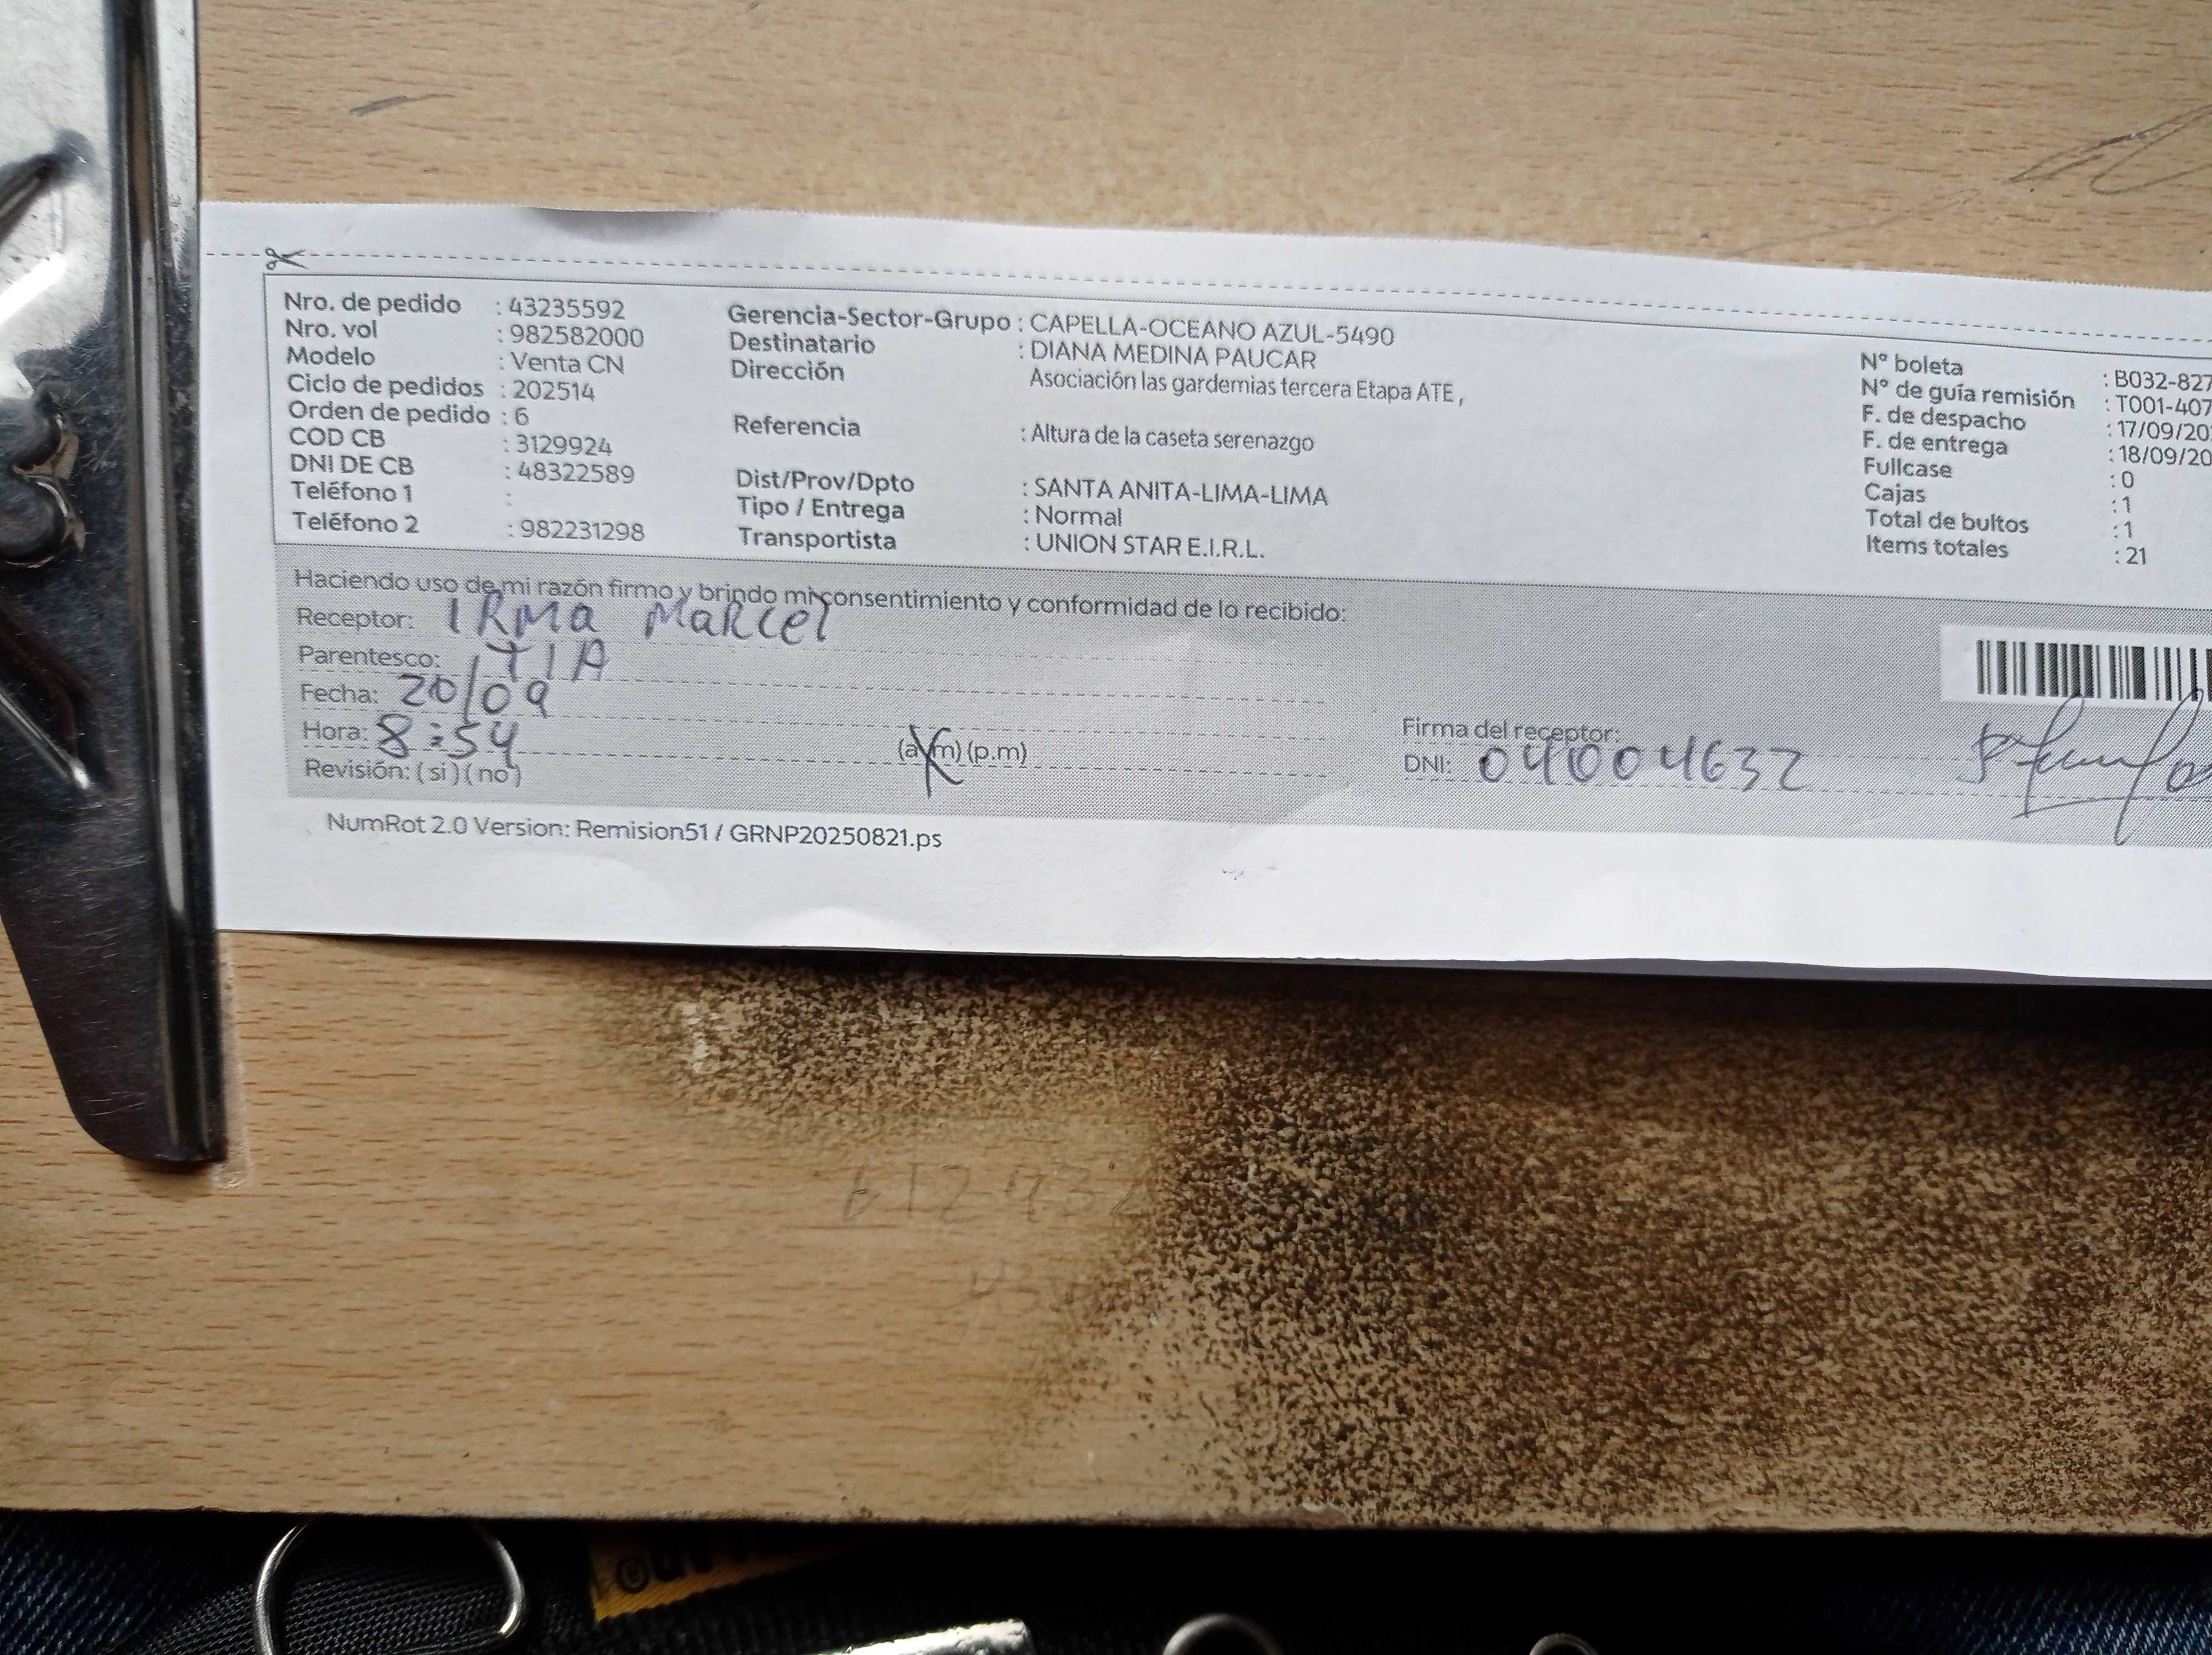 Nro. de pedido : 43235592
Nro. vol : 982582000
Modelo : Venta CN
Ciclo de pedidos : 202514
Orden de pedido : 6
COD CB : 3129924
DNI DE CB : 48322589
Teléfono 1 :
Teléfono 2 : 982231298
Gerencia-Sector-Grupo : CAPELLA-OCEANO AZUL-5490
Destinatario : DIANA MEDINA PAUCAR
Dirección Asociación las gardemias tercera Etapa ATE ,
Referencia : Altura de la caseta serenazgo
Dist/Prov/Dpto : SANTA ANITA-LIMA-LIMA
Tipo / Entrega : Normal
Transportista : UNION STAR E.I.R.L.
N° boleta : B032-827
N° de guía remisión : T001-407
F. de despacho : 17/09/20
F. de entrega : 18/09/20
Fullcase : 0
Cajas : 1
Total de bultos : 1
Items totales : 21
Haciendo uso de mi razón firmo y brindo mi consentimiento y conformidad de lo recibido:
Receptor: IRMA MARCEl
Parentesco: TIA
Fecha: 20/09
Hora: 8:54 (a.m) (p.m)
Revisión: ( si ) ( no )
Firma del receptor:
DNI: 04004632
NumRot 2.0 Version: Remision51 / GRNP20250821.ps